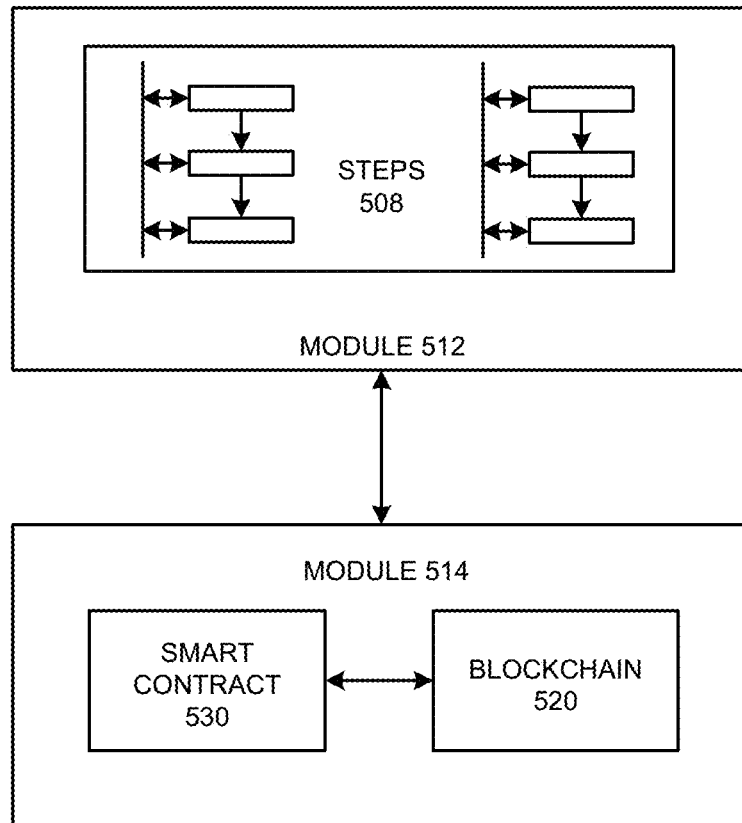 STEPS
508
MODULE 512
MODULE 514
SMART
CONTRACT
530
BLOCKCHAIN
520